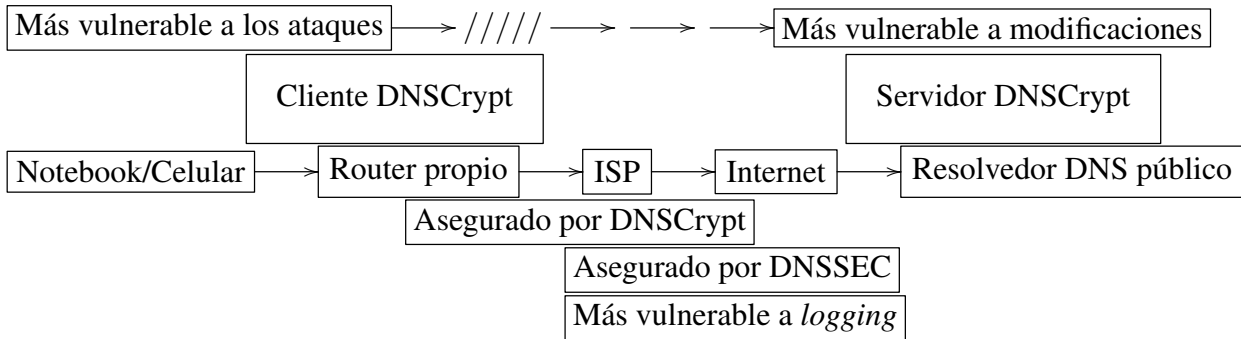 Más vulnerable a los ataques
Más vulnerable a modificaciones
Cliente DNSCrypt
Servidor DNSCrypt
Notebook/Celular
Router propio
ISP
Internet
Resolvedor DNS público
Asegurado por DNSCrypt
Asegurado por DNSSEC
Más vulnerable a logging